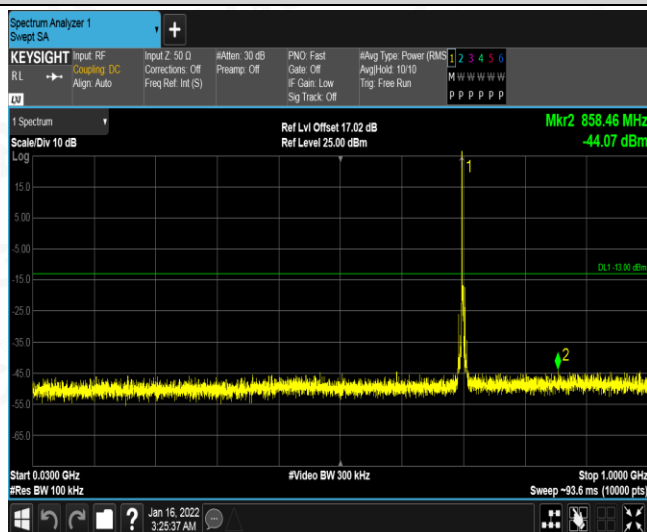 Spectrum Analyzer 1
Swept SA
+
KEYSIGHT
RL
Input: RF
Coupling: DC
Align: Auto
Input Z: 50 Ω
Corrections: Off
Freq Ref: Int (S)
#Atten: 30 dB
Preamp: Off
PNO: Fast
Gate: Off
IF Gain: Low
Sig Track: Off
#Avg Type: Power (RMS
Avg|Hold: 10/10
Trig: Free Run
1 2 3 4 5 6
M W W W W W
P P P P P P
LXI
1 Spectrum
Scale/Div 10 dB
Ref Lvl Offset 17.02 dB
Ref Level 25.00 dBm
Mkr2 858.46 MHz
-44.07 dBm
Log
15.0
5.00
-5.00
-15.0
-25.0
-35.0
-45.0
-55.0
-65.0
1
DL1 -13.00 dBm
2
Start 0.0300 GHz
#Res BW 100 kHz
#Video BW 300 kHz
Stop 1.0000 GHz
Sweep ~93.6 ms (10000 pts)
?
Jan 16, 2022
3:25:37 AM